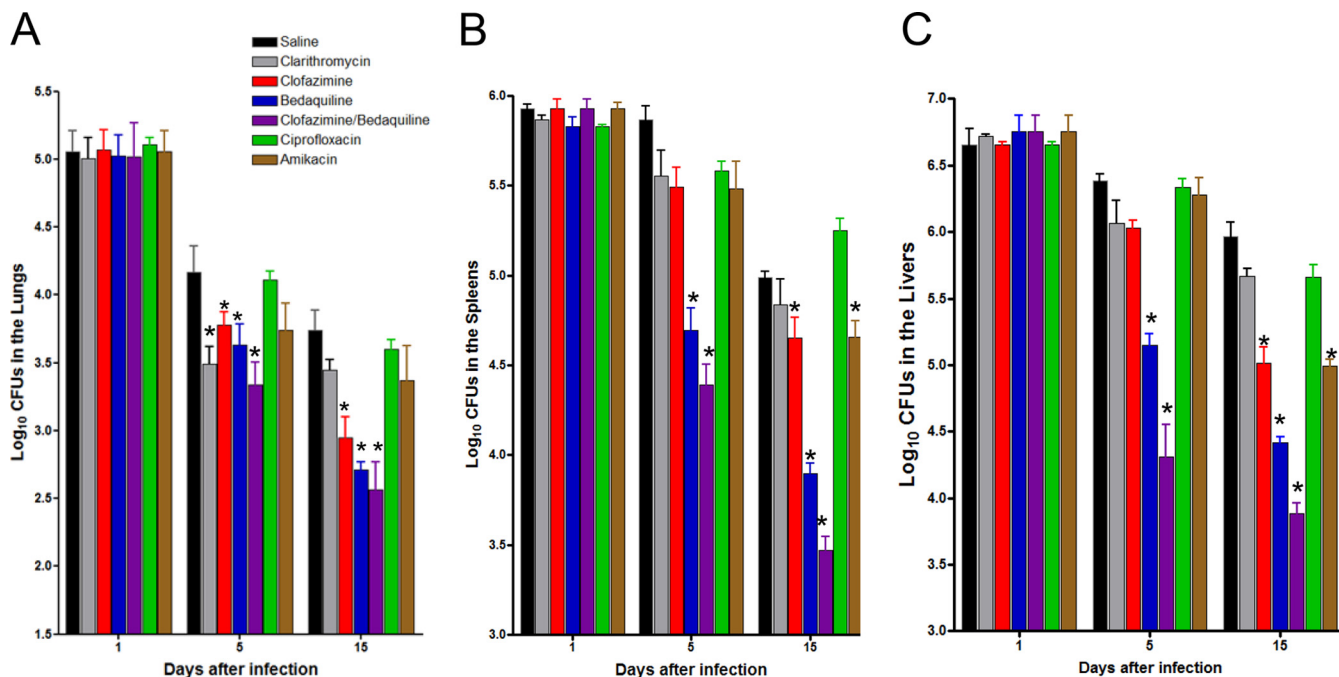 A
Saline
Clarithromycin
Clofazimine
Bedaquiline
Clofazimine/Bedaquiline
Ciprofloxacin
Amikacin
Log10 CFUs in the Lungs
5.5
5.0
4.5
4.0
3.5
3.0
2.5
2.0
1.5
* * * *
* * *
1 5 15
Days after infection
B
Log10 CFUs in the Spleens
6.0
5.5
5.0
4.5
4.0
3.5
3.0
* *
* * * *
1 5 15
Days after infection
C
Log10 CFUs in the Livers
7.0
6.5
6.0
5.5
5.0
4.5
4.0
3.5
3.0
* *
* * * *
1 5 15
Days after infection